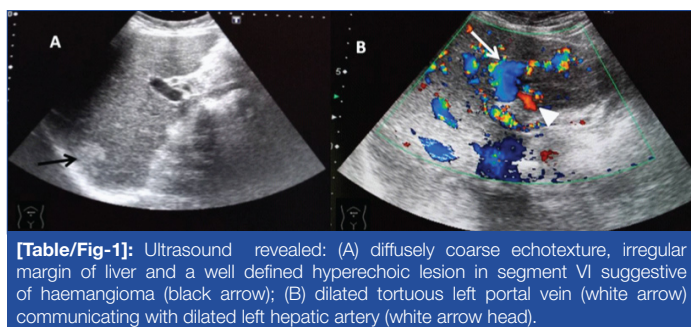 A
B
5
[Table/Fig-1]: Ultrasound revealed: (A) diffusely coarse echotexture, irregular
margin of liver and a well defined hyperechoic lesion in segment VI suggestive
of haemangioma (black arrow); (B) dilated tortuous left portal vein (white arrow)
communicating with dilated left hepatic artery (white arrow head).